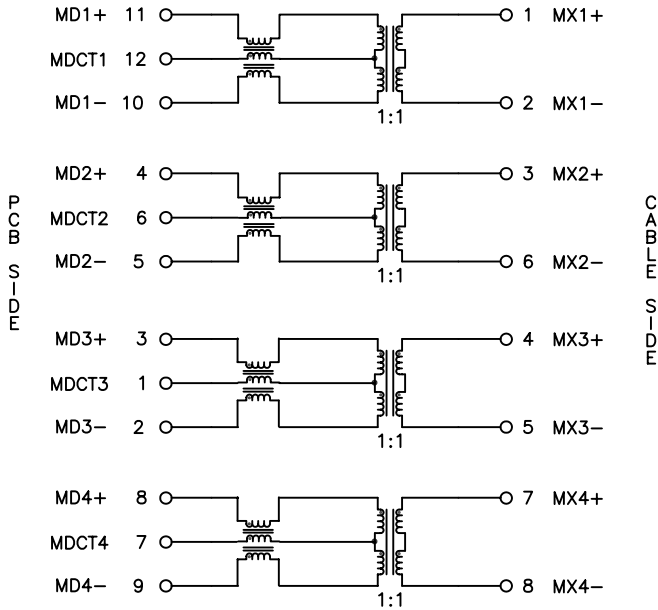 MD1+ 11 1 MX1+
MDCT1 12
MD1- 10 2 MX1-
1:1
MD2+ 4 3 MX2+
MDCT2 6
MD2- 5 6 MX2-
1:1
PCB SIDE
CABLE SIDE
MD3+ 3 4 MX3+
MDCT3 1
MD3- 2 5 MX3-
1:1
MD4+ 8 7 MX4+
MDCT4 7
MD4- 9 8 MX4-
1:1